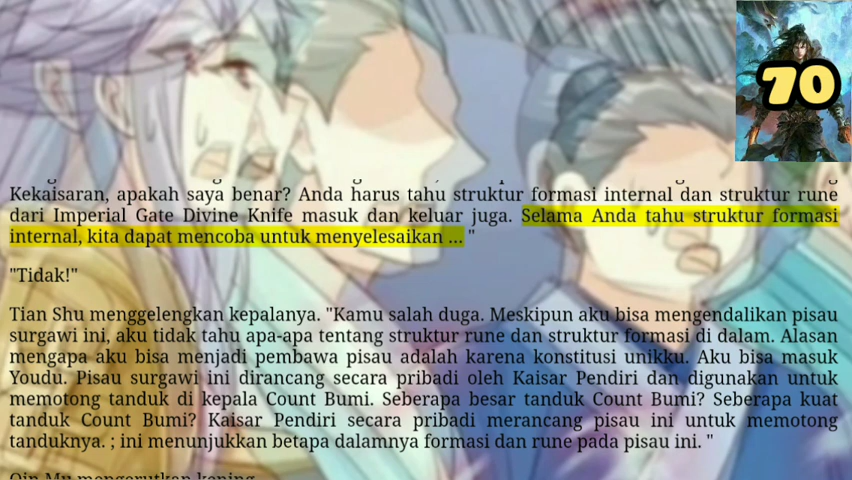 70
Kekaisaran, apakah saya benar? Anda harus tahu struktur formasi internal dan struktur rune
dari Imperial Gate Divine Knife masuk dan keluar juga. Selama Anda tahu struktur formasi
internal, kita dapat mencoba untuk menyelesaikan ... "
"Tidak!"
Tian Shu menggelengkan kepalanya. "Kamu salah duga. Meskipun aku bisa mengendalikan pisau
surgawi ini, aku tidak tahu apa-apa tentang struktur rune dan struktur formasi di dalam. Alasan
mengapa aku bisa menjadi pembawa pisau adalah karena konstitusi unikku. Aku bisa masuk
Youdu. Pisau surgawi ini dirancang secara pribadi oleh Kaisar Pendiri dan digunakan untuk
memotong tanduk di kepala Count Bumi. Seberapa besar tanduk Count Bumi? Seberapa kuat
tanduk Count Bumi? Kaisar Pendiri secara pribadi merancang pisau ini untuk memotong
tanduknya. ; ini menunjukkan betapa dalamnya formasi dan rune pada pisau ini. "
Qin Mu mengerutkan kening